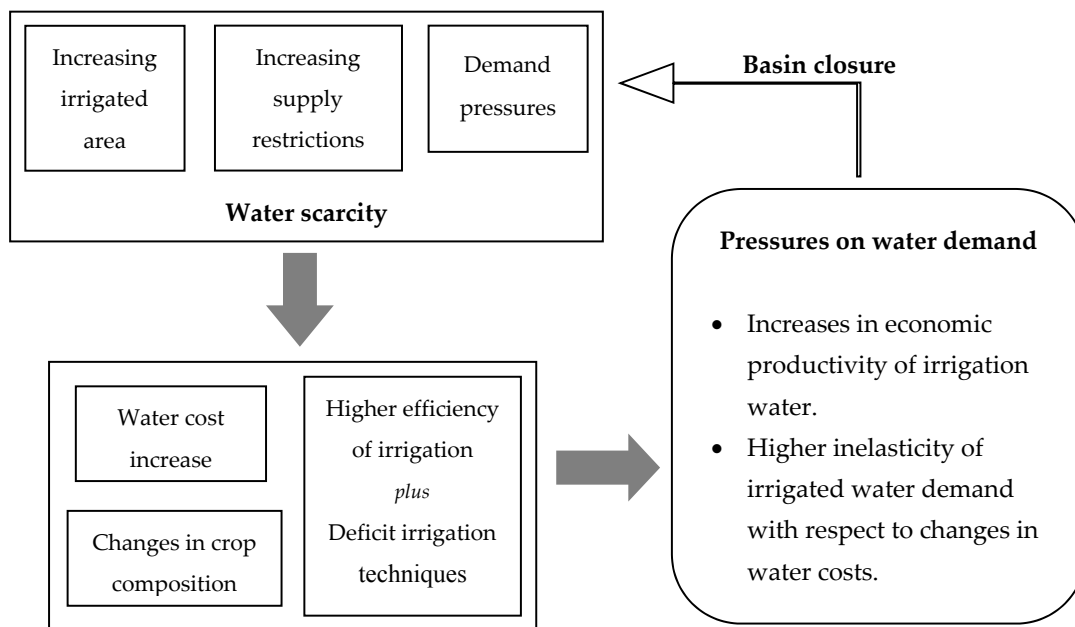 Increasing
irrigated
area
Increasing
supply
restrictions
Demand
pressures
Water scarcity
Basin closure
Water cost
increase
Changes in crop
composition
Higher efficiency
of irrigation
plus
Deficit irrigation
techniques
Pressures on water demand
• Increases in economic
productivity of irrigation
water.
• Higher inelasticity of
irrigated water demand
with respect to changes in
water costs.